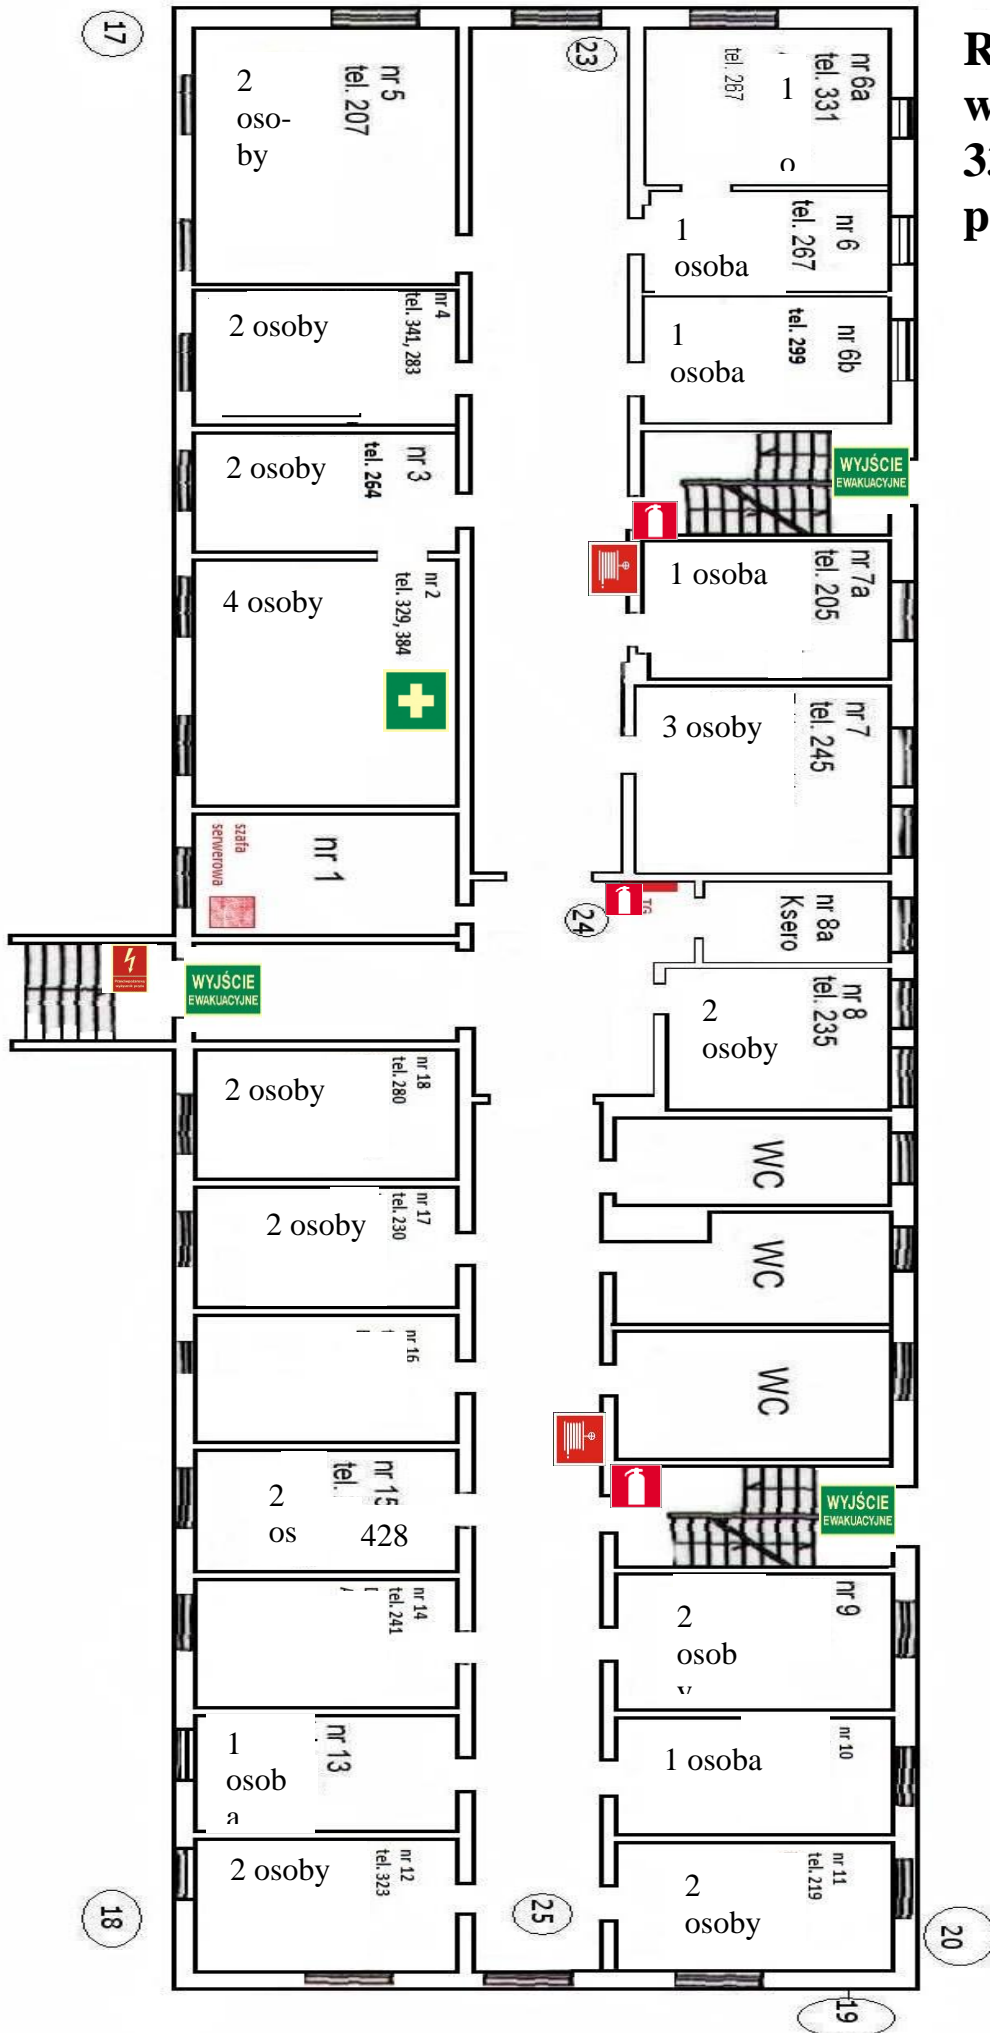 17
23
2
oso-
by
nr 5
tel. 207
tel. 267
1
o
nr 6a
tel. 331
1
osoba
nr 6
tel. 267
2 osoby
nr 4
tel. 341, 283
1
osoba
nr 6b
tel. 299
2 osoby
nr 3
tel. 264
WYJŚCIE
EWAKUACYJNE
4 osoby
nr 2
tel. 329, 384
1 osoba
nr 7a
tel. 205
3 osoby
nr 7
tel. 245
szafa
serwerowa
nr 1
24
TG
nr 8a
Ksero
WYJŚCIE
EWAKUACYJNE
2
osoby
nr 8
tel. 235
2 osoby
nr 18
tel. 280
WC
2 osoby
nr 17
tel. 230
WC
nr 16
WC
2
os
nr 15
tel.
428
WYJŚCIE
EWAKUACYJNE
nr 14
tel. 241
2
osob
y
nr 9
1
osob
a
nr 13
1 osoba
nr 10
2 osoby
nr 12
tel. 323
2
osoby
nr 11
tel. 219
18
25
20
19
R
w
p